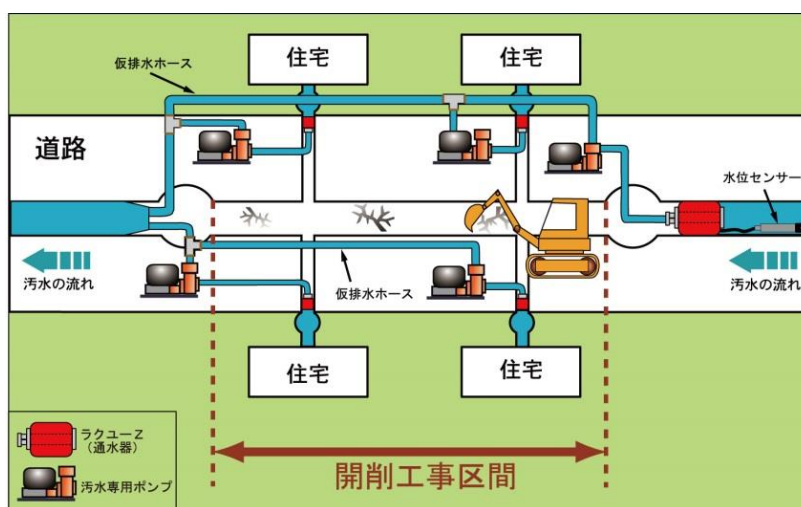 住宅
住宅
仮排水ホース
道路
水位センサー
汚水の流れ
仮排水ホース
汚水の流れ
住宅
住宅
ラクユーZ
(通水器)
汚水専用ポンプ
開削工事区間